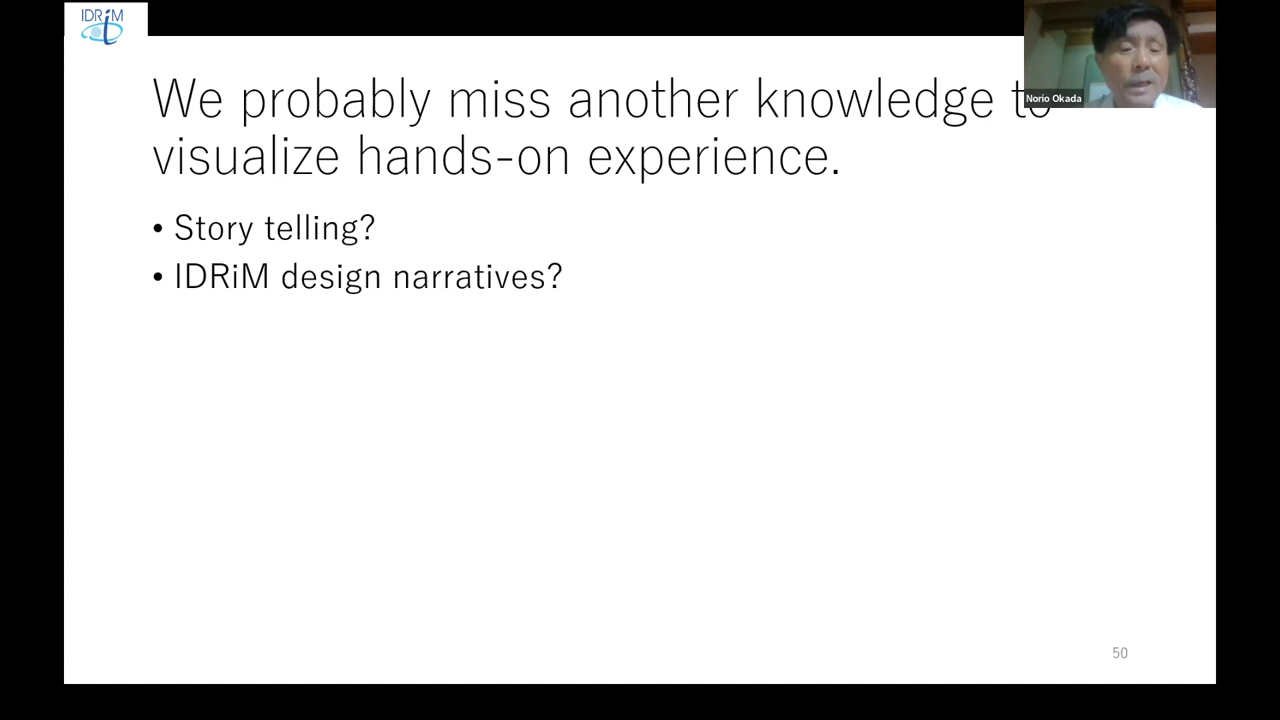 IDRiM
We probably miss another knowledge to
visualize hands-on experience.
• Story telling?
• IDRiM design narratives?
Norio Okada
50